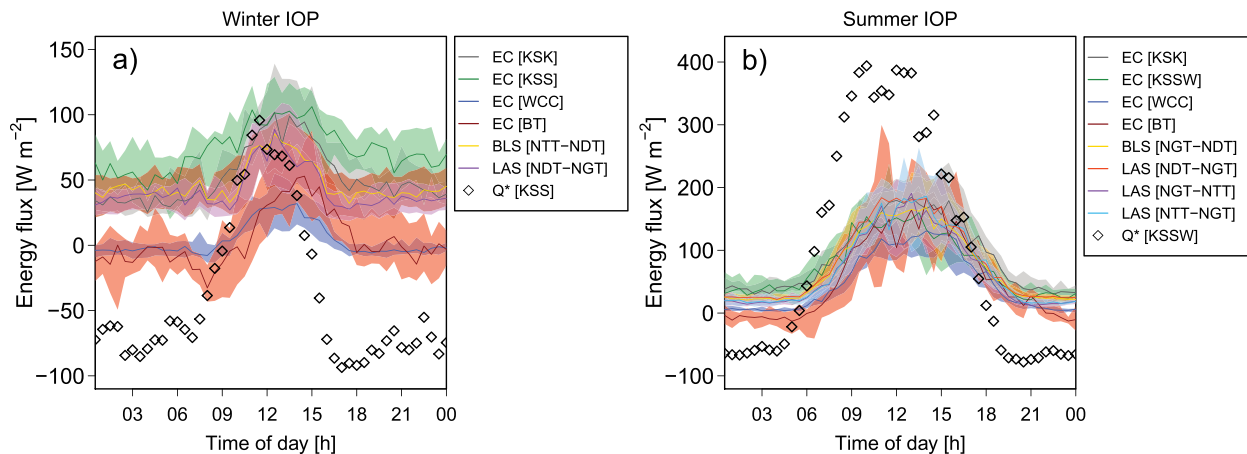 Winter IOP
Energy flux [W m−2]
150
100
50
0
−50
−100
a)
03 06 09 12 15 18 21 00
Time of day [h]
EC [KSK]
EC [KSS]
EC [WCC]
EC [BT]
BLS [NTT−NDT]
LAS [NDT−NGT]
Q* [KSS]
Summer IOP
Energy flux [W m−2]
400
300
200
100
0
−100
b)
03 06 09 12 15 18 21 00
Time of day [h]
EC [KSK]
EC [KSSW]
EC [WCC]
EC [BT]
BLS [NGT−NDT]
LAS [NDT−NGT]
LAS [NGT−NTT]
LAS [NTT−NGT]
Q* [KSSW]